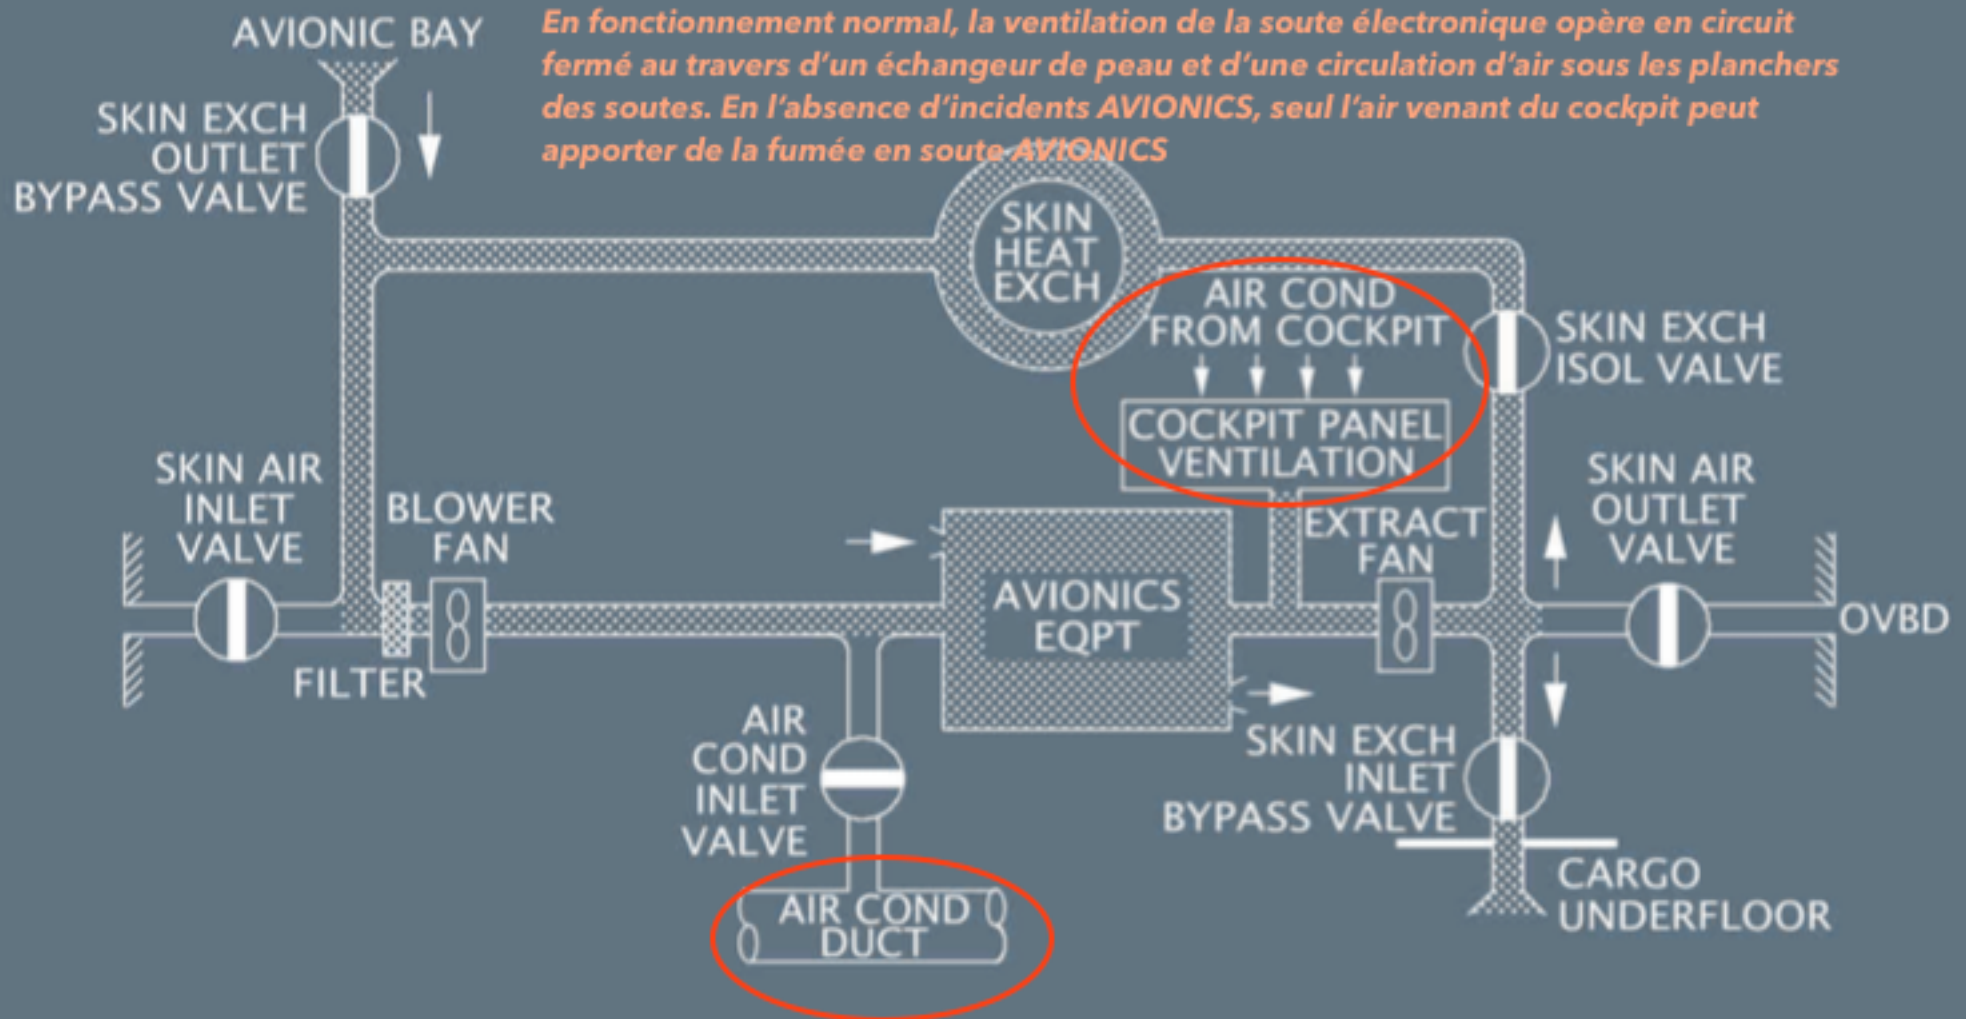 AVIONIC BAY
En fonctionnement normal, la ventilation de la soute électronique opère en circuit
fermé au travers d'un échangeur de peau et d'une circulation d'air sous les planchers
des soutes. En l'absence d'incidents AVIONICS, seul l'air venant du cockpit peut
apporter de la fumée en soute AVIONICS
SKIN EXCH
OUTLET
BYPASS VALVE
SKIN
HEAT
EXCH
AIR COND
FROM COCKPIT
SKIN EXCH
ISOL VALVE
COCKPIT PANEL
VENTILATION
SKIN AIR
INLET
VALVE
BLOWER
FAN
EXTRACT
FAN
SKIN AIR
OUTLET
VALVE
AVIONICS
EQPT
OVBD
FILTER
AIR
COND
INLET
VALVE
SKIN EXCH
INLET
BYPASS VALVE
AIR COND
DUCT
CARGO
UNDERFLOOR